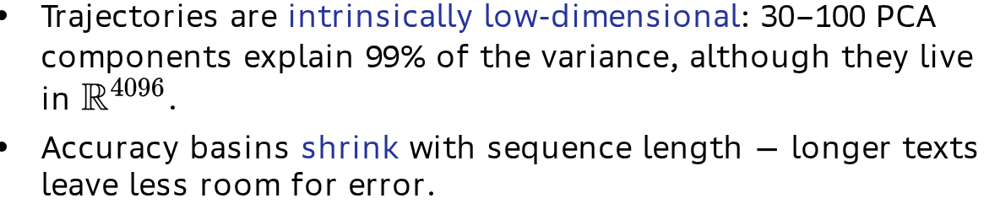 • Trajectories are intrinsically low-dimensional: 30–100 PCA
components explain 99% of the variance, although they live
in ℝ⁴⁰⁹⁶.
• Accuracy basins shrink with sequence length — longer texts
leave less room for error.